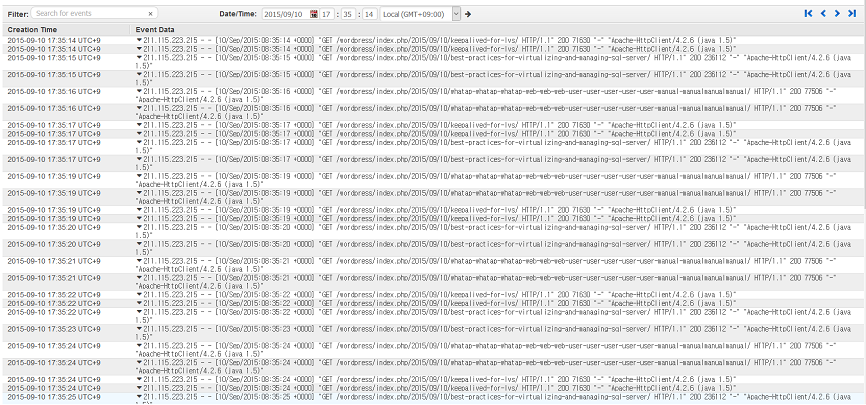 Filter: Search for events × Date/Time: 2015/09/10 17 : 35 : 14 Local (GMT+09:00)
Creation Time Event Data
2015-09-10 17:35:14 UTC+9 211.115.223.215 - - [10/Sep/2015:08:35:14 +0000] "GET /wordpress/index.php/2015/09/10/keepalived-for-lvs/ HTTP/1.1" 200 71630 "-" "Apache-HttpClient/4.2.6 (java 1.5)"
2015-09-10 17:35:14 UTC+9 211.115.223.215 - - [10/Sep/2015:08:35:14 +0000] "GET /wordpress/index.php/2015/09/10/keepalived-for-lvs/ HTTP/1.1" 200 71630 "-" "Apache-HttpClient/4.2.6 (java 1.5)"
2015-09-10 17:35:15 UTC+9 211.115.223.215 - - [10/Sep/2015:08:35:15 +0000] "GET /wordpress/index.php/2015/09/10/best-practices-for-virtualizing-and-managing-sql-server/ HTTP/1.1" 200 236112 "-" "Apache-HttpClient/4.2.6 (java
1.5)"
2015-09-10 17:35:15 UTC+9 211.115.223.215 - - [10/Sep/2015:08:35:15 +0000] "GET /wordpress/index.php/2015/09/10/best-practices-for-virtualizing-and-managing-sql-server/ HTTP/1.1" 200 236112 "-" "Apache-HttpClient/4.2.6 (java
1.5)"
2015-09-10 17:35:16 UTC+9 211.115.223.215 - - [10/Sep/2015:08:35:16 +0000] "GET /wordpress/index.php/2015/09/10/whatap-whatap-whatap-web-web-web-user-user-user-user-user-manual-manualmanualmanual/ HTTP/1.1" 200 77506 "-"
"Apache-HttpClient/4.2.6 (java 1.5)"
2015-09-10 17:35:16 UTC+9 211.115.223.215 - - [10/Sep/2015:08:35:16 +0000] "GET /wordpress/index.php/2015/09/10/whatap-whatap-whatap-web-web-web-user-user-user-user-user-manual-manualmanualmanual/ HTTP/1.1" 200 77506 "-"
"Apache-HttpClient/4.2.6 (java 1.5)"
2015-09-10 17:35:17 UTC+9 211.115.223.215 - - [10/Sep/2015:08:35:17 +0000] "GET /wordpress/index.php/2015/09/10/keepalived-for-lvs/ HTTP/1.1" 200 71630 "-" "Apache-HttpClient/4.2.6 (java 1.5)"
2015-09-10 17:35:17 UTC+9 211.115.223.215 - - [10/Sep/2015:08:35:17 +0000] "GET /wordpress/index.php/2015/09/10/keepalived-for-lvs/ HTTP/1.1" 200 71630 "-" "Apache-HttpClient/4.2.6 (java 1.5)"
2015-09-10 17:35:17 UTC+9 211.115.223.215 - - [10/Sep/2015:08:35:17 +0000] "GET /wordpress/index.php/2015/09/10/best-practices-for-virtualizing-and-managing-sql-server/ HTTP/1.1" 200 236112 "-" "Apache-HttpClient/4.2.6 (java
1.5)"
2015-09-10 17:35:17 UTC+9 211.115.223.215 - - [10/Sep/2015:08:35:17 +0000] "GET /wordpress/index.php/2015/09/10/best-practices-for-virtualizing-and-managing-sql-server/ HTTP/1.1" 200 236112 "-" "Apache-HttpClient/4.2.6 (java
1.5)"
2015-09-10 17:35:19 UTC+9 211.115.223.215 - - [10/Sep/2015:08:35:19 +0000] "GET /wordpress/index.php/2015/09/10/whatap-whatap-whatap-web-web-web-user-user-user-user-user-manual-manualmanualmanual/ HTTP/1.1" 200 77506 "-"
"Apache-HttpClient/4.2.6 (java 1.5)"
2015-09-10 17:35:19 UTC+9 211.115.223.215 - - [10/Sep/2015:08:35:19 +0000] "GET /wordpress/index.php/2015/09/10/whatap-whatap-whatap-web-web-web-user-user-user-user-user-manual-manualmanualmanual/ HTTP/1.1" 200 77506 "-"
"Apache-HttpClient/4.2.6 (java 1.5)"
2015-09-10 17:35:19 UTC+9 211.115.223.215 - - [10/Sep/2015:08:35:19 +0000] "GET /wordpress/index.php/2015/09/10/keepalived-for-lvs/ HTTP/1.1" 200 71630 "-" "Apache-HttpClient/4.2.6 (java 1.5)"
2015-09-10 17:35:19 UTC+9 211.115.223.215 - - [10/Sep/2015:08:35:19 +0000] "GET /wordpress/index.php/2015/09/10/keepalived-for-lvs/ HTTP/1.1" 200 71630 "-" "Apache-HttpClient/4.2.6 (java 1.5)"
2015-09-10 17:35:20 UTC+9 211.115.223.215 - - [10/Sep/2015:08:35:20 +0000] "GET /wordpress/index.php/2015/09/10/best-practices-for-virtualizing-and-managing-sql-server/ HTTP/1.1" 200 236112 "-" "Apache-HttpClient/4.2.6 (java
1.5)"
2015-09-10 17:35:20 UTC+9 211.115.223.215 - - [10/Sep/2015:08:35:20 +0000] "GET /wordpress/index.php/2015/09/10/best-practices-for-virtualizing-and-managing-sql-server/ HTTP/1.1" 200 236112 "-" "Apache-HttpClient/4.2.6 (java
1.5)"
2015-09-10 17:35:21 UTC+9 211.115.223.215 - - [10/Sep/2015:08:35:21 +0000] "GET /wordpress/index.php/2015/09/10/whatap-whatap-whatap-web-web-web-user-user-user-user-user-manual-manualmanualmanual/ HTTP/1.1" 200 77506 "-"
"Apache-HttpClient/4.2.6 (java 1.5)"
2015-09-10 17:35:21 UTC+9 211.115.223.215 - - [10/Sep/2015:08:35:21 +0000] "GET /wordpress/index.php/2015/09/10/whatap-whatap-whatap-web-web-web-user-user-user-user-user-manual-manualmanualmanual/ HTTP/1.1" 200 77506 "-"
"Apache-HttpClient/4.2.6 (java 1.5)"
2015-09-10 17:35:22 UTC+9 211.115.223.215 - - [10/Sep/2015:08:35:22 +0000] "GET /wordpress/index.php/2015/09/10/keepalived-for-lvs/ HTTP/1.1" 200 71630 "-" "Apache-HttpClient/4.2.6 (java 1.5)"
2015-09-10 17:35:22 UTC+9 211.115.223.215 - - [10/Sep/2015:08:35:22 +0000] "GET /wordpress/index.php/2015/09/10/keepalived-for-lvs/ HTTP/1.1" 200 71630 "-" "Apache-HttpClient/4.2.6 (java 1.5)"
2015-09-10 17:35:22 UTC+9 211.115.223.215 - - [10/Sep/2015:08:35:22 +0000] "GET /wordpress/index.php/2015/09/10/best-practices-for-virtualizing-and-managing-sql-server/ HTTP/1.1" 200 236112 "-" "Apache-HttpClient/4.2.6 (java
1.5)"
2015-09-10 17:35:23 UTC+9 211.115.223.215 - - [10/Sep/2015:08:35:23 +0000] "GET /wordpress/index.php/2015/09/10/best-practices-for-virtualizing-and-managing-sql-server/ HTTP/1.1" 200 236112 "-" "Apache-HttpClient/4.2.6 (java
1.5)"
2015-09-10 17:35:24 UTC+9 211.115.223.215 - - [10/Sep/2015:08:35:24 +0000] "GET /wordpress/index.php/2015/09/10/whatap-whatap-whatap-web-web-web-user-user-user-user-user-manual-manualmanualmanual/ HTTP/1.1" 200 77506 "-"
"Apache-HttpClient/4.2.6 (java 1.5)"
2015-09-10 17:35:24 UTC+9 211.115.223.215 - - [10/Sep/2015:08:35:24 +0000] "GET /wordpress/index.php/2015/09/10/whatap-whatap-whatap-web-web-web-user-user-user-user-user-manual-manualmanualmanual/ HTTP/1.1" 200 77506 "-"
"Apache-HttpClient/4.2.6 (java 1.5)"
2015-09-10 17:35:24 UTC+9 211.115.223.215 - - [10/Sep/2015:08:35:24 +0000] "GET /wordpress/index.php/2015/09/10/keepalived-for-lvs/ HTTP/1.1" 200 71630 "-" "Apache-HttpClient/4.2.6 (java 1.5)"
2015-09-10 17:35:24 UTC+9 211.115.223.215 - - [10/Sep/2015:08:35:24 +0000] "GET /wordpress/index.php/2015/09/10/keepalived-for-lvs/ HTTP/1.1" 200 71630 "-" "Apache-HttpClient/4.2.6 (java 1.5)"
2015-09-10 17:35:25 UTC+9 211.115.223.215 - - [10/Sep/2015:08:35:25 +0000] "GET /wordpress/index.php/2015/09/10/best-practices-for-virtualizing-and-managing-sql-server/ HTTP/1.1" 200 236112 "-" "Apache-HttpClient/4.2.6 (java
1.5)"